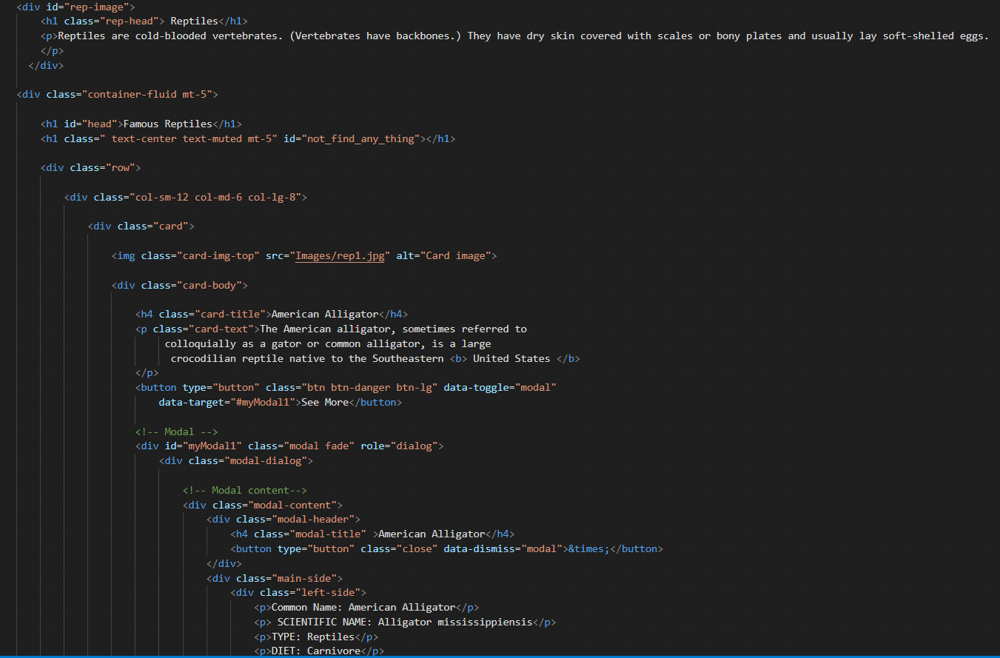 <div id="rep-image">
<h1 class="rep-head"> Reptiles</h1>
<p>Reptiles are cold-blooded vertebrates. (Vertebrates have backbones.) They have dry skin covered with scales or bony plates and usually lay soft-shelled eggs.
</p>
</div>
<div class="container-fluid mt-5">
<h1 id="head">Famous Reptiles</h1>
<h1 class=" text-center text-muted mt-5" id="not_find_any_thing"></h1>
<div class="row">
<div class="col-sm-12 col-md-6 col-lg-8">
<div class="card">
<img class="card-img-top" src="Images/rep1.jpg" alt="Card image">
<div class="card-body">
<h4 class="card-title">American Alligator</h4>
<p class="card-text">The American alligator, sometimes referred to
colloquially as a gator or common alligator, is a large
crocodilian reptile native to the Southeastern <b> United States </b>
</p>
<button type="button" class="btn btn-danger btn-lg" data-toggle="modal"
data-target="#myModal1">See More</button>
<!-- Modal -->
<div id="myModal1" class="modal fade" role="dialog">
<div class="modal-dialog">
<!-- Modal content-->
<div class="modal-content">
<div class="modal-header">
<h4 class="modal-title" >American Alligator</h4>
<button type="button" class="close" data-dismiss="modal">&times;</button>
</div>
<div class="main-side">
<div class="left-side">
<p>Common Name: American Alligator</p>
<p> SCIENTIFIC NAME: Alligator mississippiensis</p>
<p>TYPE: Reptiles</p>
<p>DIET: Carnivore</p>